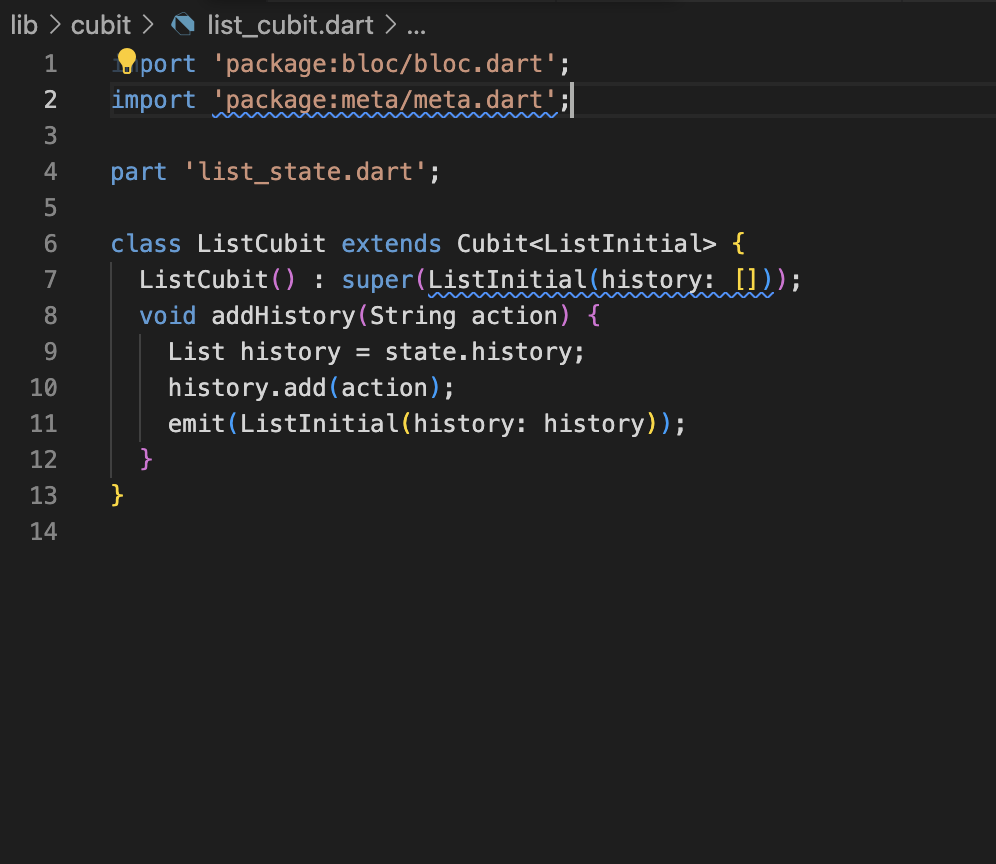 lib > cubit > list_cubit.dart > ...
1 import 'package:bloc/bloc.dart';
2 import 'package:meta/meta.dart';
3
4 part 'list_state.dart';
5
6 class ListCubit extends Cubit<ListInitial> {
7 ListCubit() : super(ListInitial(history: []));
8 void addHistory(String action) {
9 List history = state.history;
10 history.add(action);
11 emit(ListInitial(history: history));
12 }
13 }
14